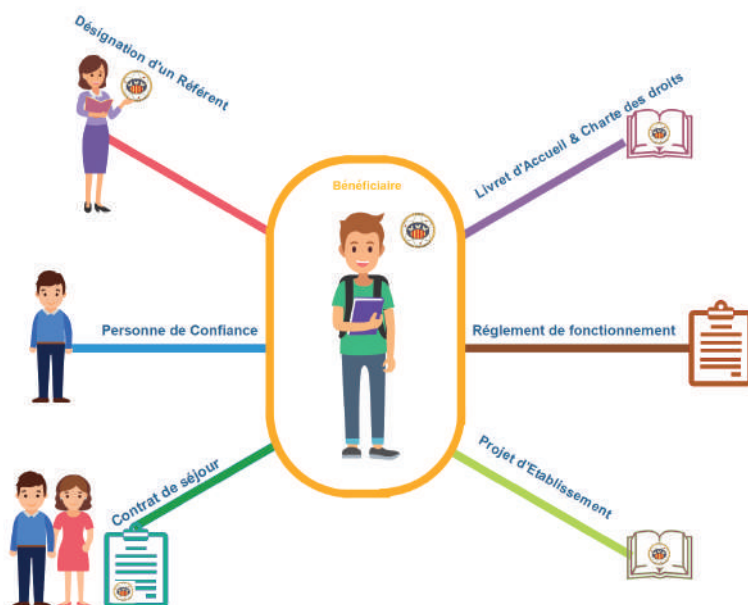 Désignation d'un Référent
Livret d'Accueil & Charte des droits
Bénéficiaire
Personne de Confiance
Réglement de fonctionnement
Contrat de séjour
Projet d'Etablissement